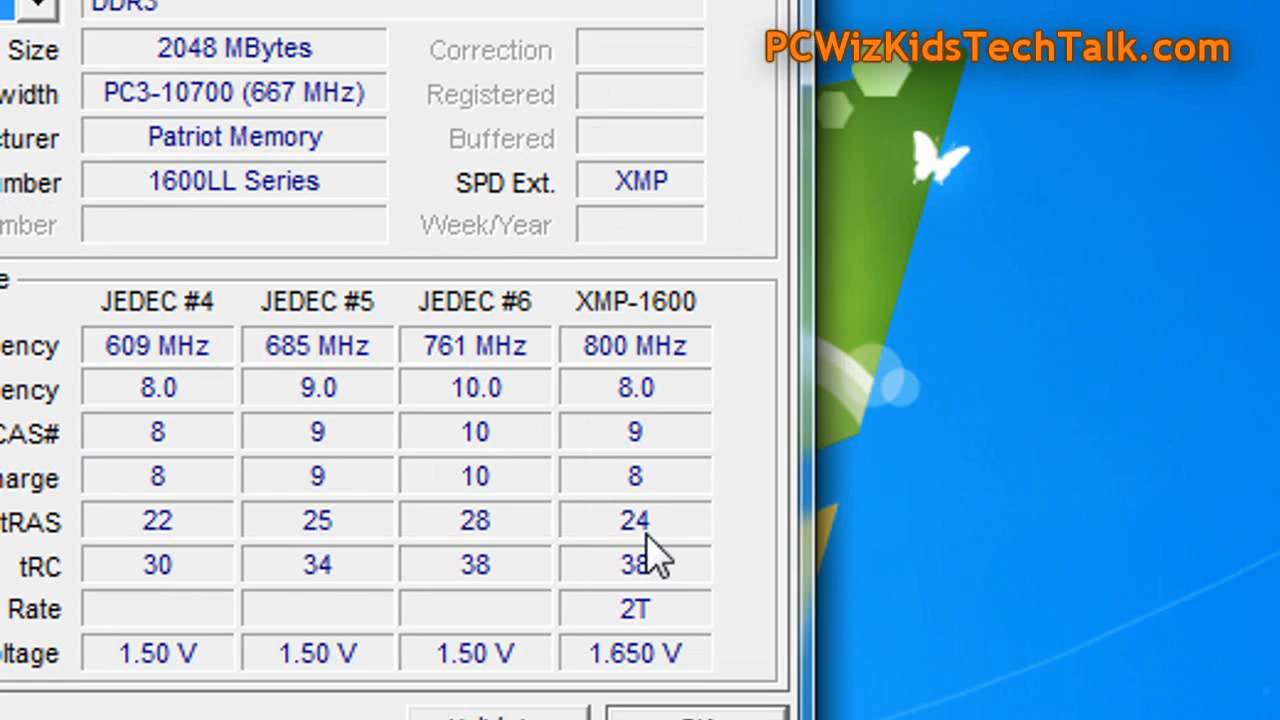 DDR3
PCWizKidsTechTalk.com
Size 2048 MBytes Correction
width PC3-10700 (667 MHz) Registered
turer Patriot Memory Buffered
umber 1600LL Series SPD Ext. XMP
mber Week/Year
e
JEDEC #4 JEDEC #5 JEDEC #6 XMP-1600
ency 609 MHz 685 MHz 761 MHz 800 MHz
ency 8.0 9.0 10.0 8.0
CAS# 8 9 10 9
harge 8 9 10 8
tRAS 22 25 28 24
tRC 30 34 38 38
Rate 2T
ltage 1.50 V 1.50 V 1.50 V 1.650 V